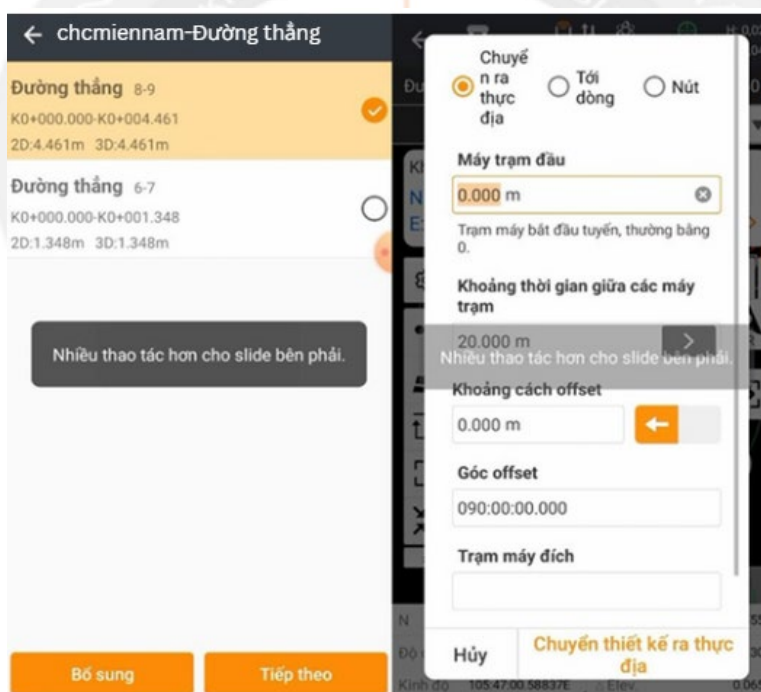 chcmiennam-Đường thẳng
Đường thẳng 8-9
K0+000.000-K0+004.461
2D:4.461m 3D:4.461m
Đường thẳng 6-7
K0+000.000-K0+001.348
2D:1.348m 3D:1.348m
Nhiều thao tác hơn cho slide bên phải.
Bổ sung
Tiếp theo
Chuyể
n ra
thực
địa
Tới
dòng
Nút
Máy trạm đầu
0.000 m
Trạm máy bắt đầu tuyến, thường bằng
0.
Khoảng thời gian giữa các máy
trạm
20.000 m
Nhiều thao tác hơn cho slide bên phải.
Khoảng cách offset
0.000 m
Góc offset
090:00:00.000
Trạm máy đích
Hủy
Chuyển thiết kế ra thực
địa
N
Kinh độ 105:47:00.58837E
Elev